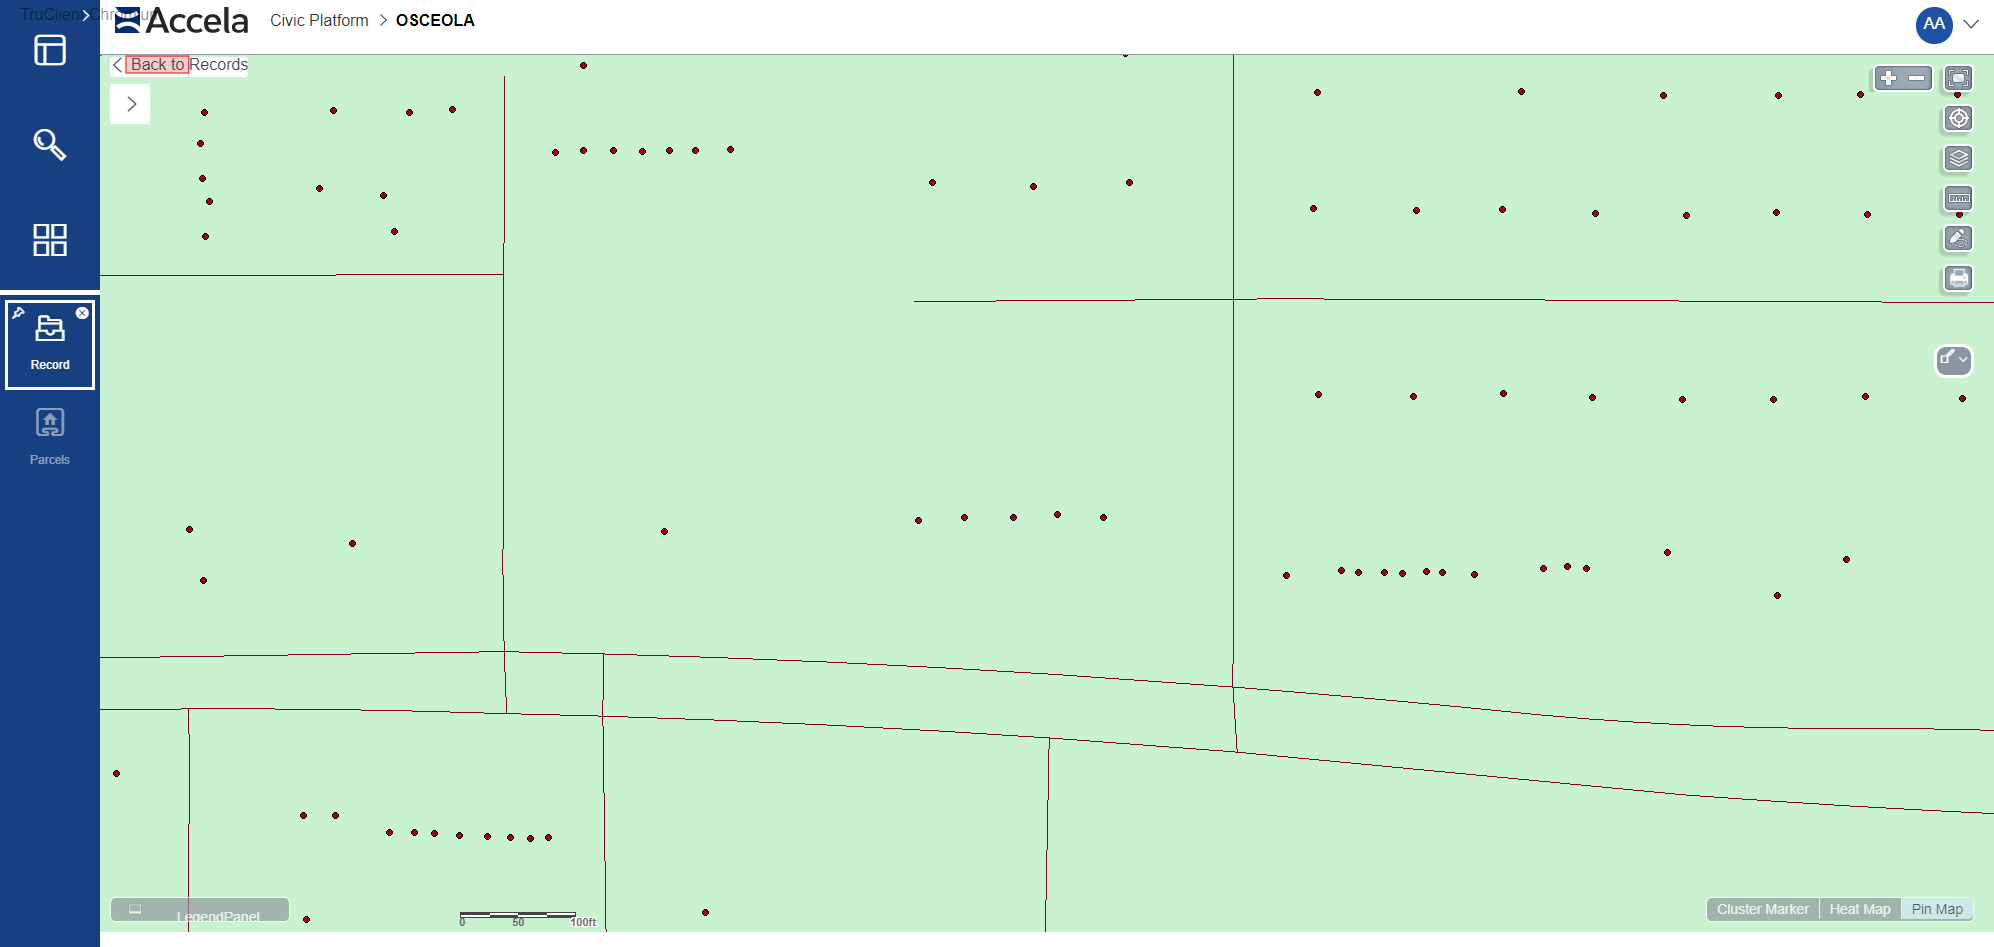 TruClient Chromium
Accela
Civic Platform > OSCEOLA
AA
Back to Records
Record
Parcels
LegendPanel
0 50 100ft
Cluster Marker Heat Map Pin Map